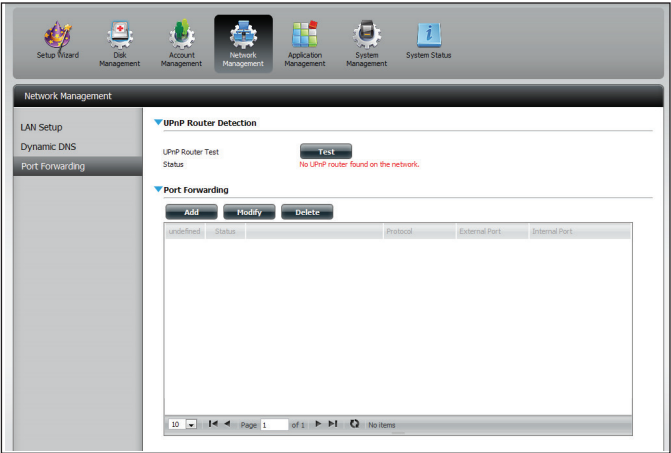 Setup Wizard
Disk Management
Account Management
Network Management
Application Management
System Management
System Status
Network Management
LAN Setup
Dynamic DNS
Port Forwarding
UPnP Router Detection
UPnP Router Test Test
Status No UPnP router found on the network.
Port Forwarding
Add Modify Delete
undefined Status Protocol External Port Internal Port
10 Page 1 of 1 No items